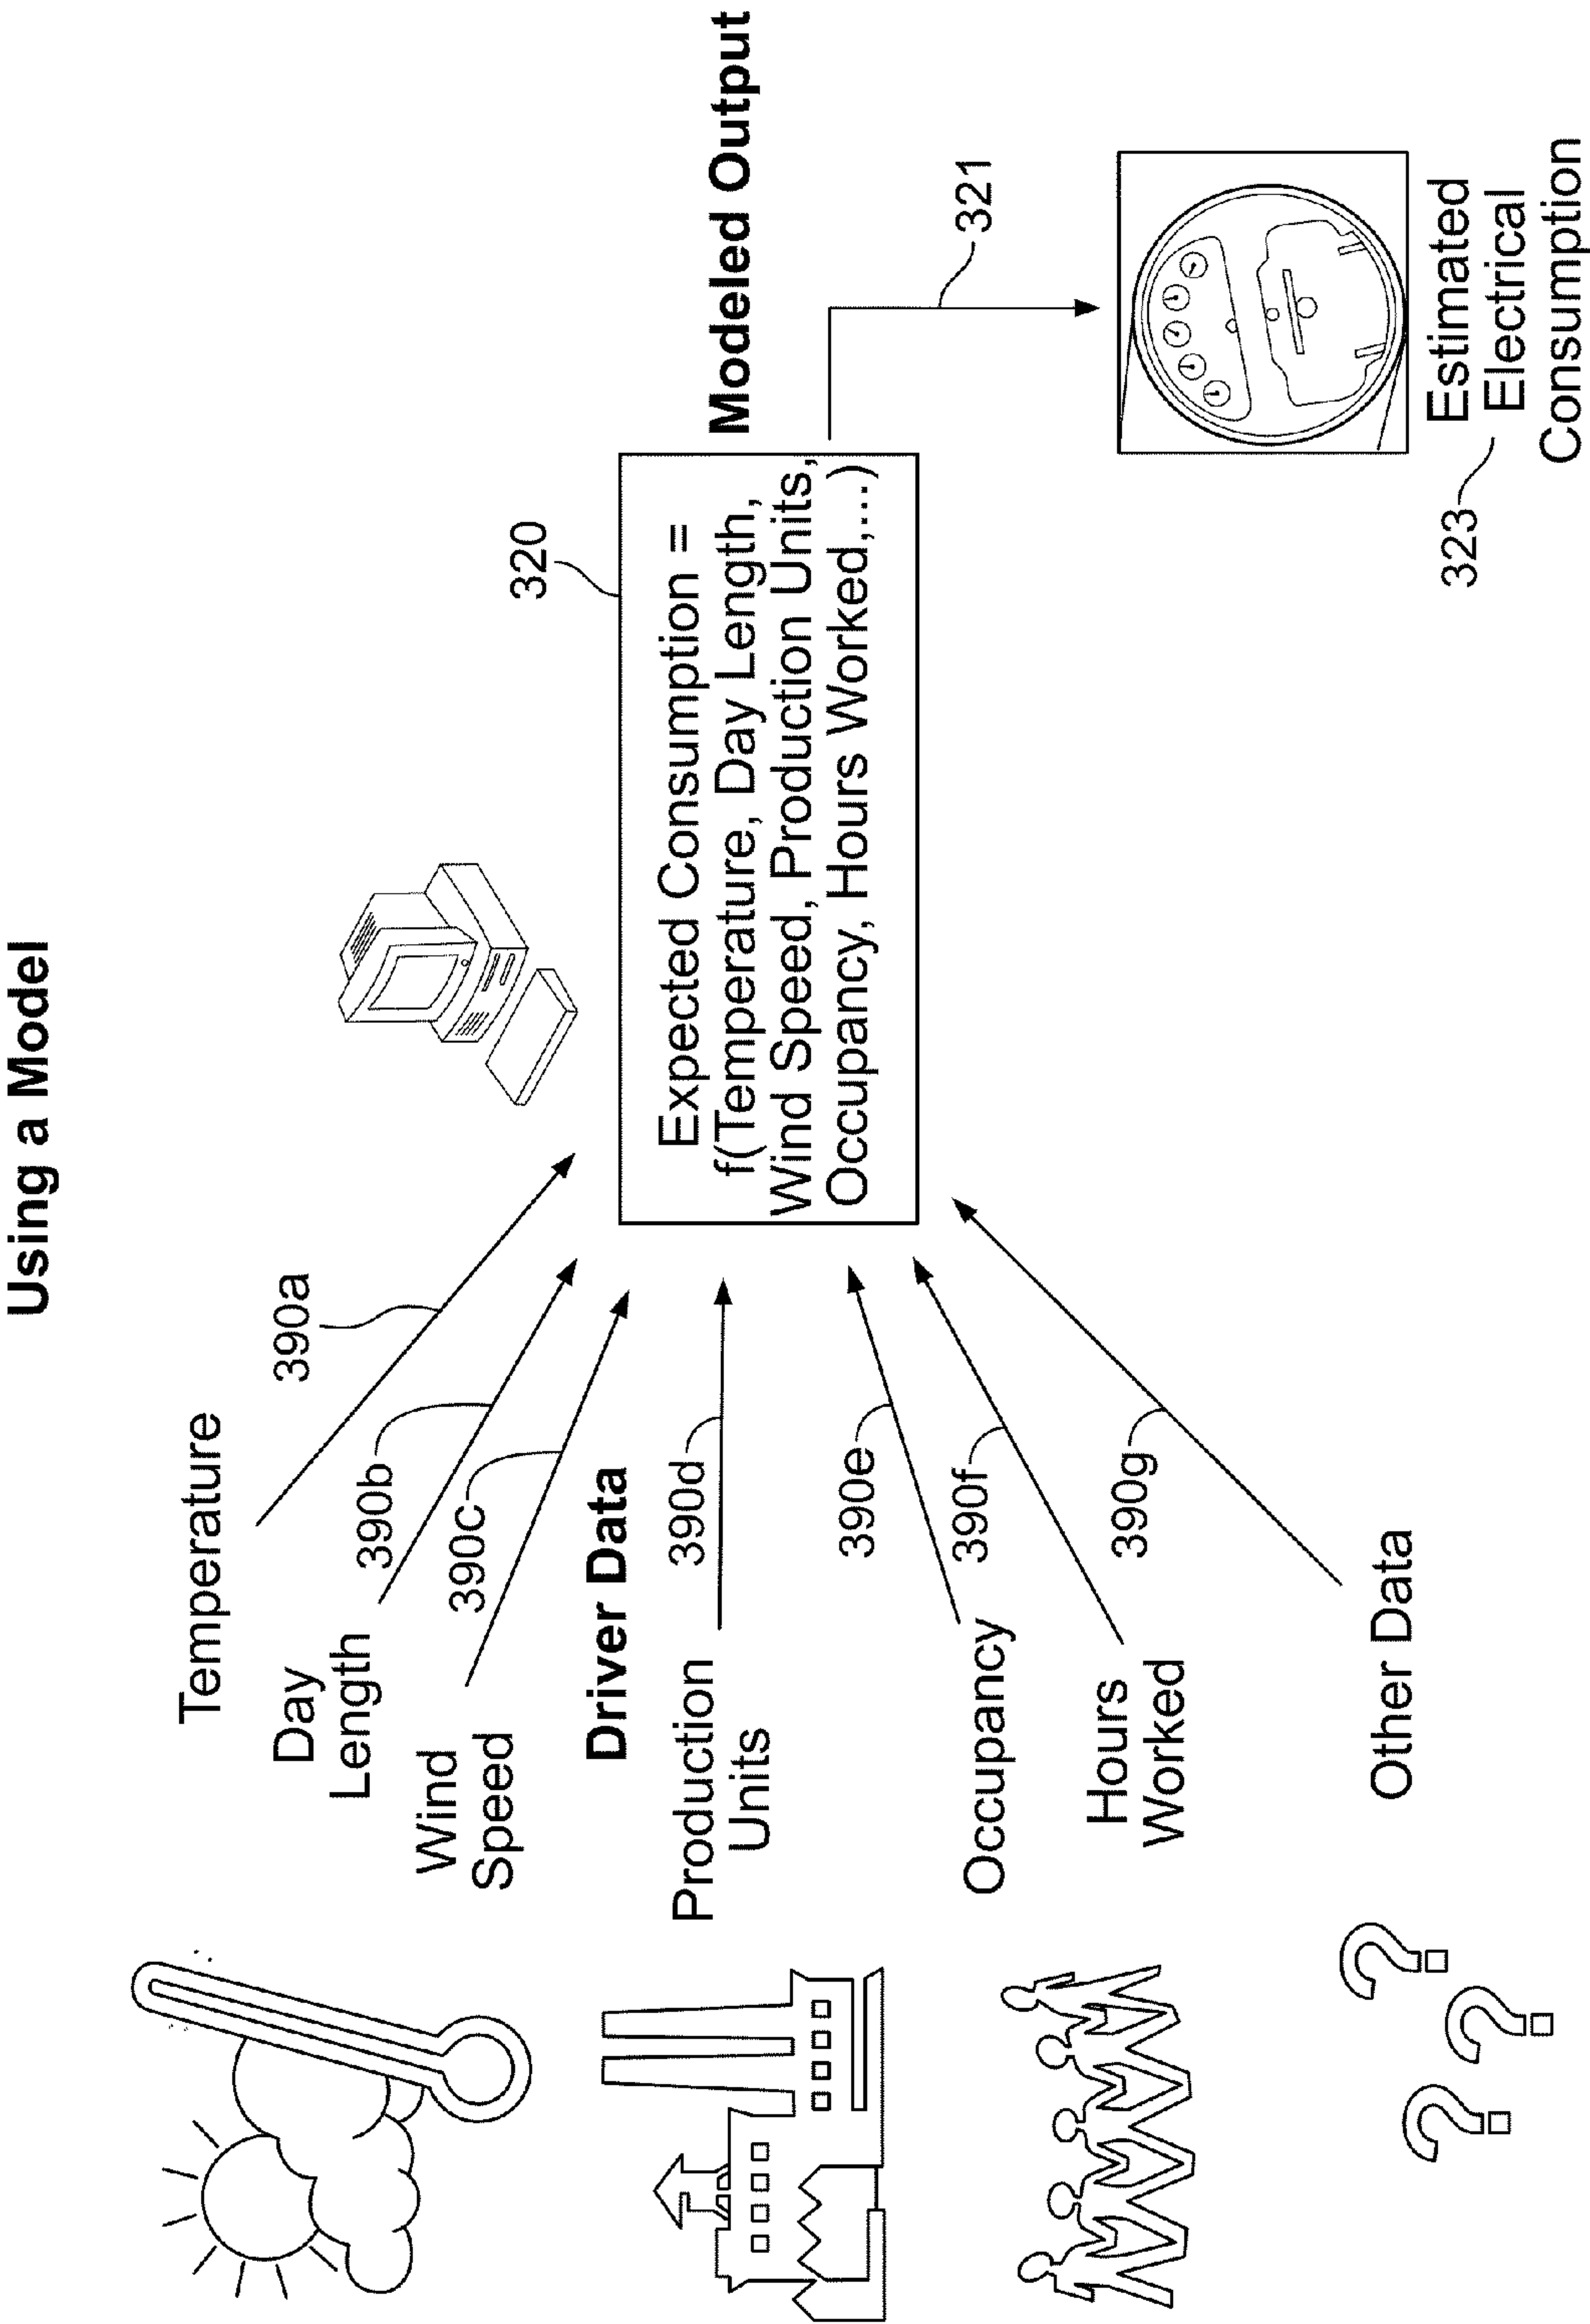 Using a Model
Temperature
390a
Day
Length
390b
Wind
Speed
390c
Driver Data
Production
Units
390d
Occupancy
390e
Hours
Worked
390f
Other Data
390g
320
Expected Consumption =
f(Temperature, Day Length,
Wind Speed, Production Units,
Occupancy, Hours Worked,...)
Modeled Output
321
323
Estimated
Electrical
Consumption
? ? ?